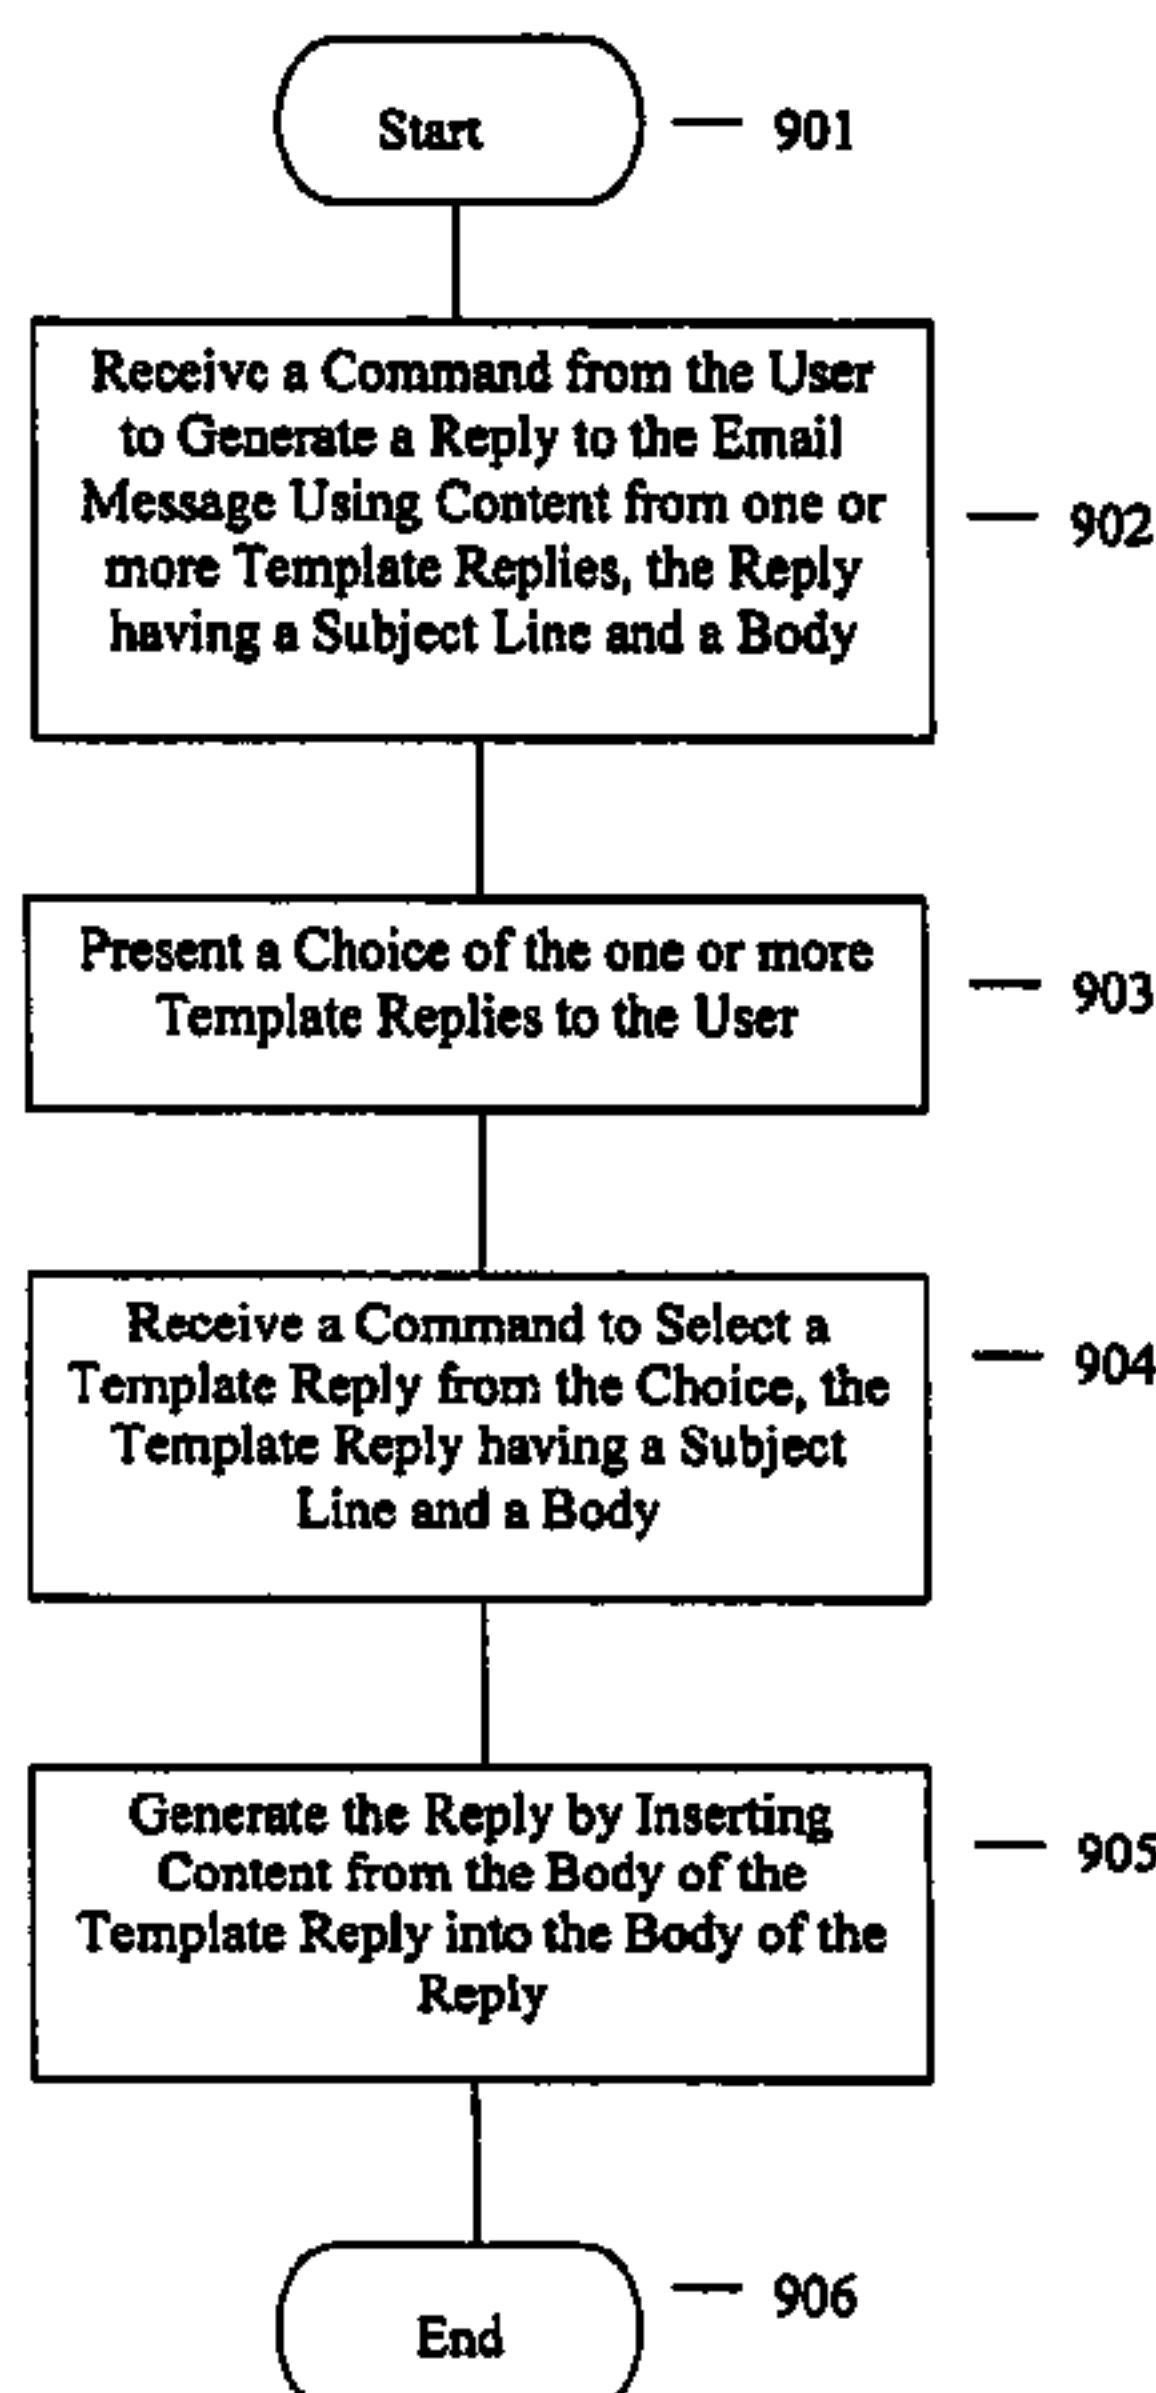 Start
901
Receive a Command from the User
to Generate a Reply to the Email
Message Using Content from one or
more Template Replies, the Reply
having a Subject Line and a Body
902
Present a Choice of the one or more
Template Replies to the User
903
Receive a Command to Select a
Template Reply from the Choice, the
Template Reply having a Subject
Line and a Body
904
Generate the Reply by Inserting
Content from the Body of the
Template Reply into the Body of the
Reply
905
End
906